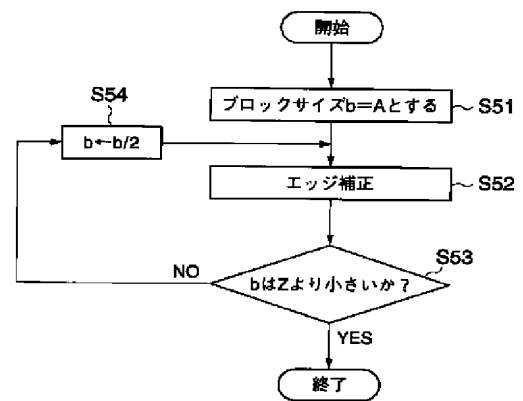 開始
ブロックサイズb=Aとする
S51
S54
b←b/2
エッジ補正
S52
bはZより小さいか?
S53
NO
YES
終了